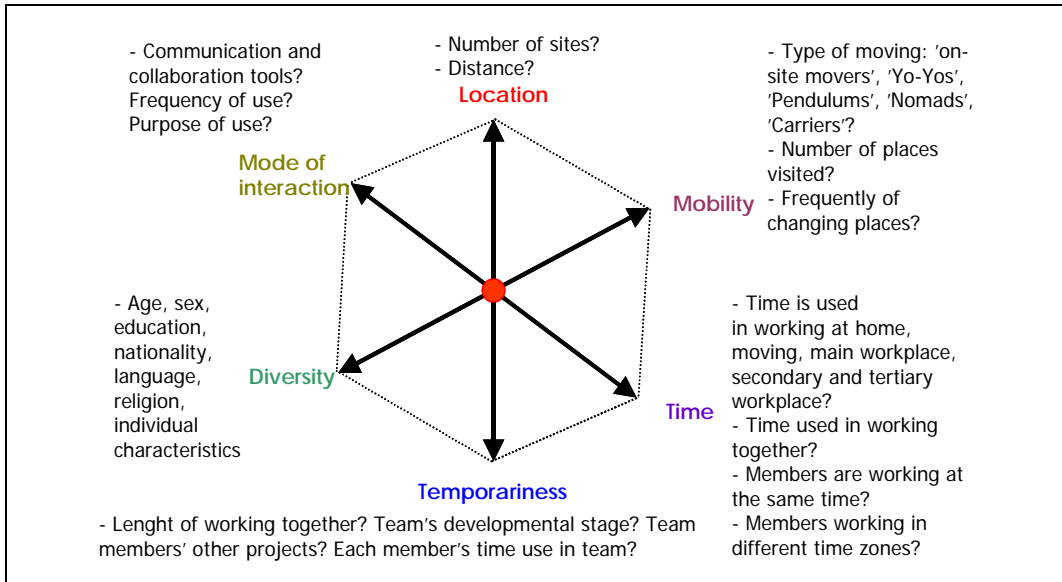 - Communication and
collaboration tools?
Frequency of use?
Purpose of use?
- Number of sites?
- Distance?
Location
- Type of moving: 'on-
site movers', 'Yo-Yos',
'Pendulums', 'Nomads',
'Carriers'?
- Number of places
visited?
- Frequently of
changing places?
Mode of
interaction
Mobility
- Age, sex,
education,
nationality,
language,
religion,
individual
characteristics
Diversity
- Time is used
in working at home,
moving, main workplace,
secondary and tertiary
workplace?
- Time used in working
together?
- Members are working at
the same time?
- Members working in
different time zones?
Time
Temporariness
- Lenght of working together? Team's developmental stage? Team
members' other projects? Each member's time use in team?